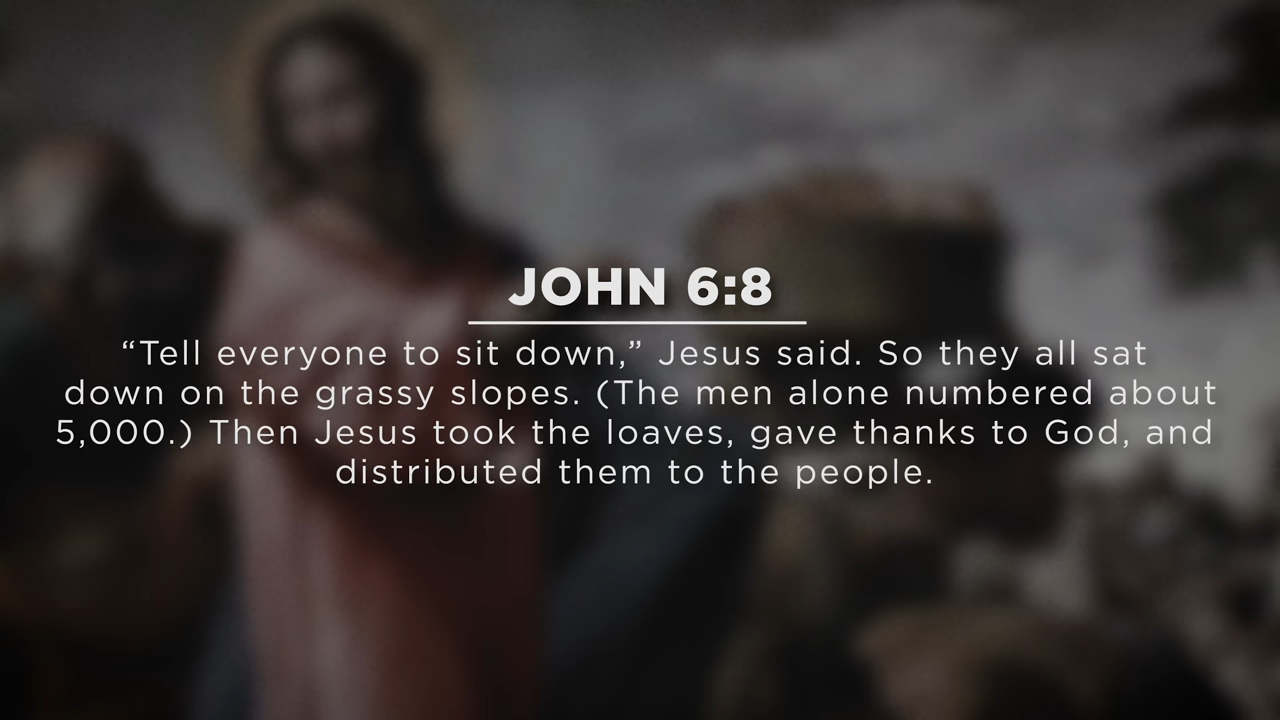 JOHN 6:8
“Tell everyone to sit down,” Jesus said. So they all sat
down on the grassy slopes. (The men alone numbered about
5,000.) Then Jesus took the loaves, gave thanks to God, and
distributed them to the people.